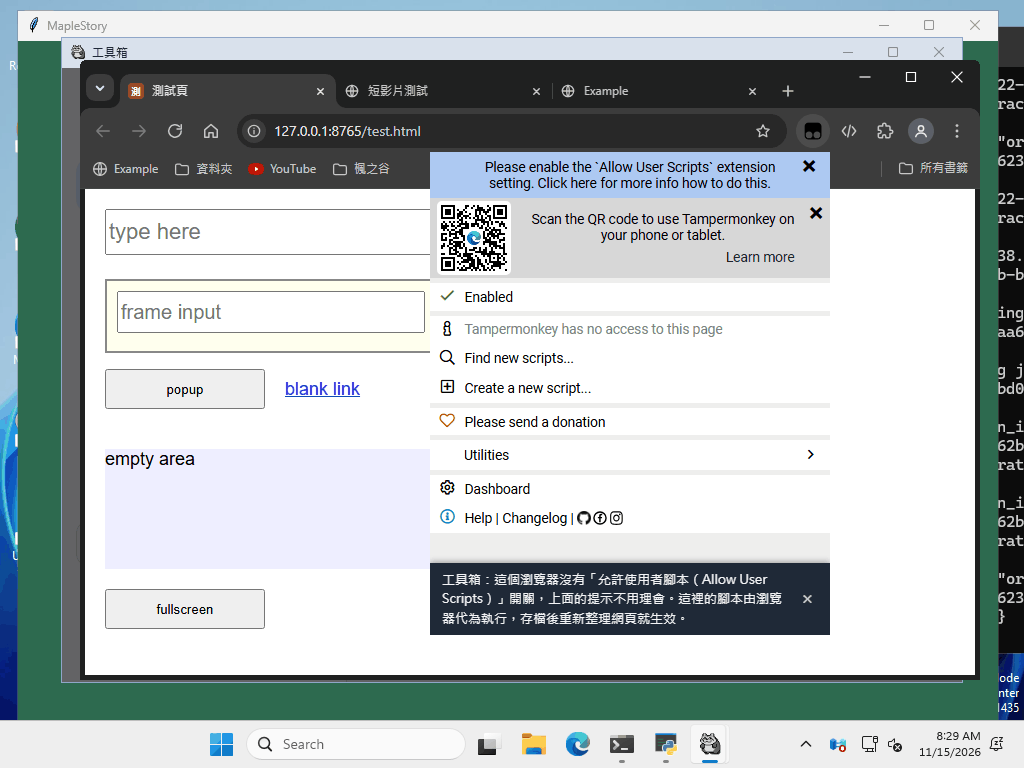 MapleStory
工具箱
測試頁
短影片測試
Example
127.0.0.1:8765/test.html
Example
資料夾
YouTube
楓之谷
所有書籤
type here
frame input
popup
blank link
empty area
fullscreen
Please enable the `Allow User Scripts` extension
setting. Click here for more info how to do this.
Scan the QR code to use Tampermonkey on
your phone or tablet.
Learn more
Enabled
Tampermonkey has no access to this page
Find new scripts...
Create a new script...
Please send a donation
Utilities
Dashboard
Help | Changelog |
工具箱：這個瀏覽器沒有「允許使用者腳本（Allow User
Scripts）」開關，上面的提示不用理會。這裡的腳本由瀏覽
器代為執行，存檔後重新整理網頁就生效。
Search
8:29 AM
11/15/2026